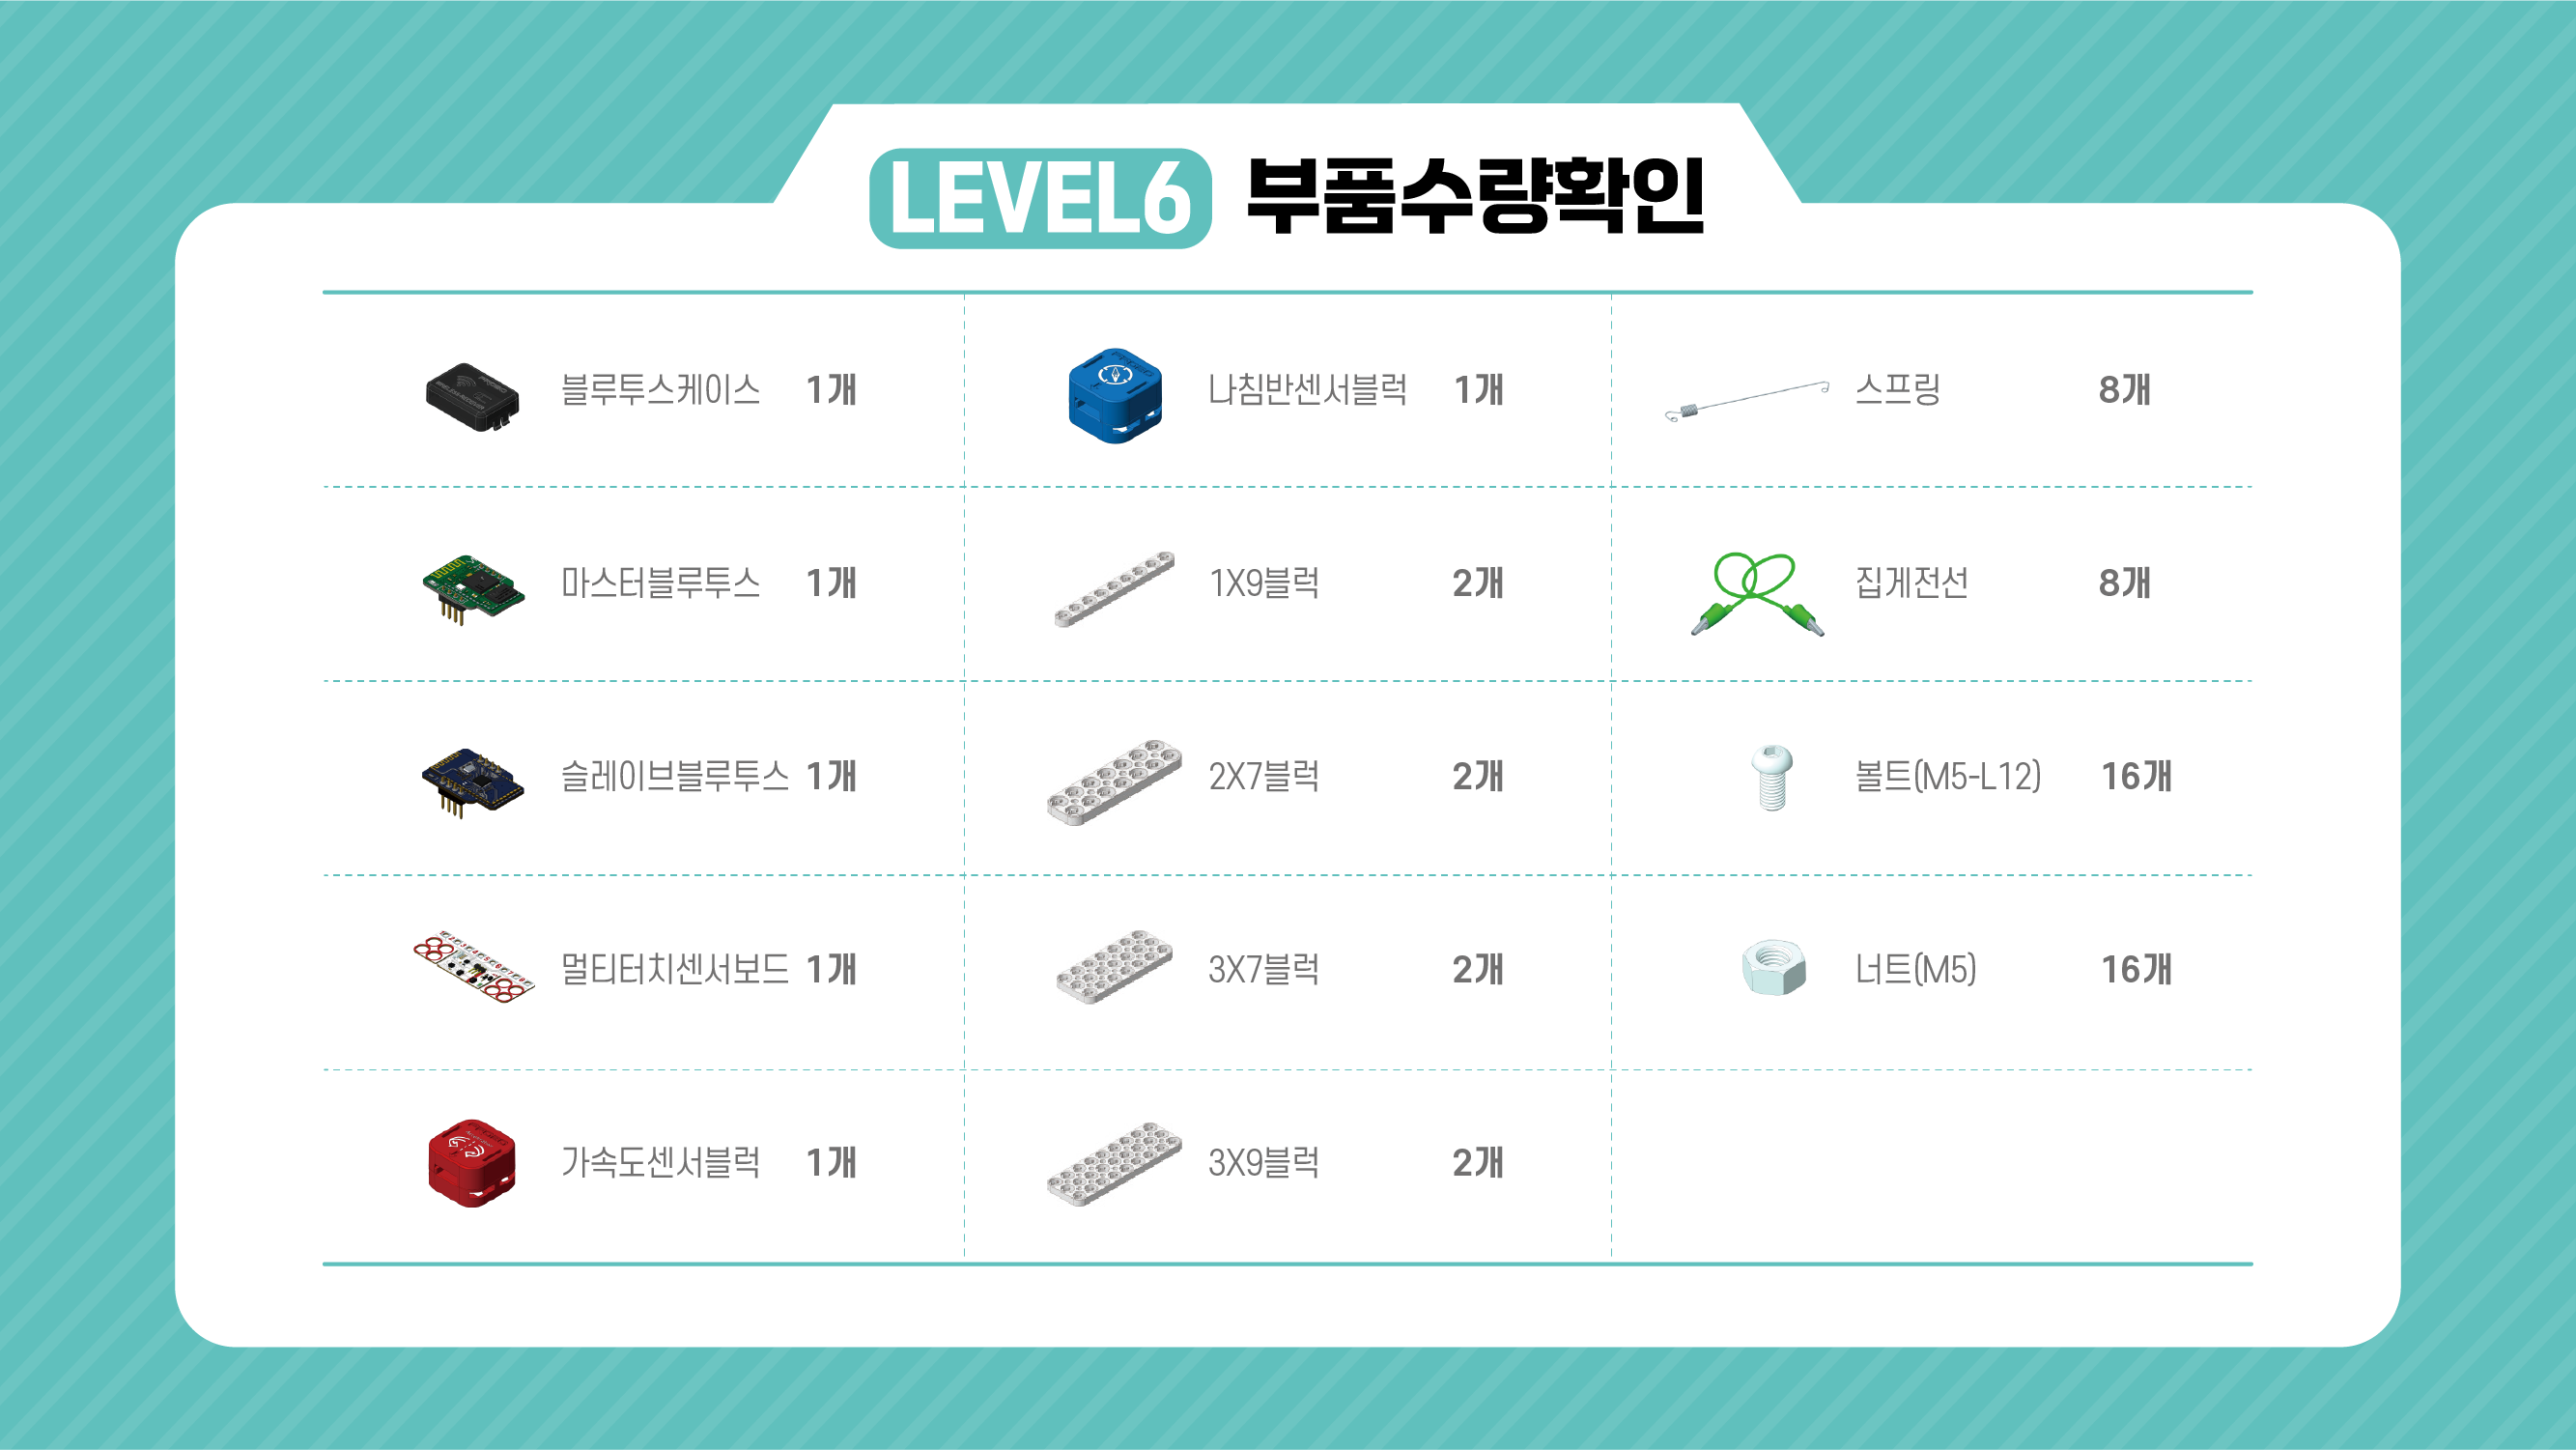 LEVEL6 부품수량확인
블루투스케이스 1개
나침반센서블럭 1개
스프링 8개
마스터블루투스 1개
1X9블럭 2개
집게전선 8개
슬레이브블루투스 1개
2X7블럭 2개
볼트(M5-L12) 16개
멀티터치센서보드 1개
3X7블럭 2개
너트(M5) 16개
가속도센서블럭 1개
3X9블럭 2개